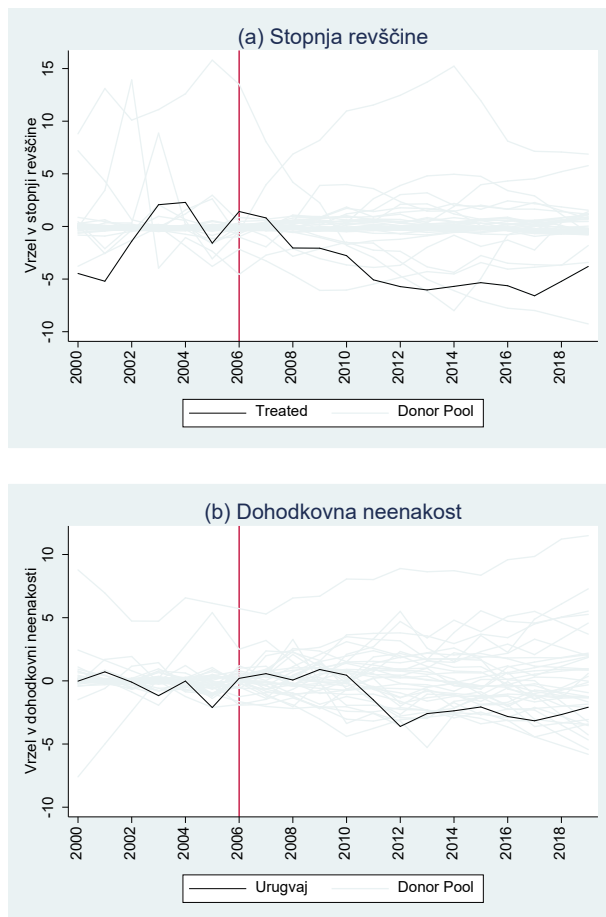 (a) Stopnja revščine
Vrzel v stopnji revščine
15
10
5
0
-5
-10
2000 2002 2004 2006 2008 2010 2012 2014 2016 2018
Treated Donor Pool
(b) Dohodkovna neenakost
Vrzel v dohodkovni neenakosti
10
5
0
-5
-10
2000 2002 2004 2006 2008 2010 2012 2014 2016 2018
Urugvaj Donor Pool